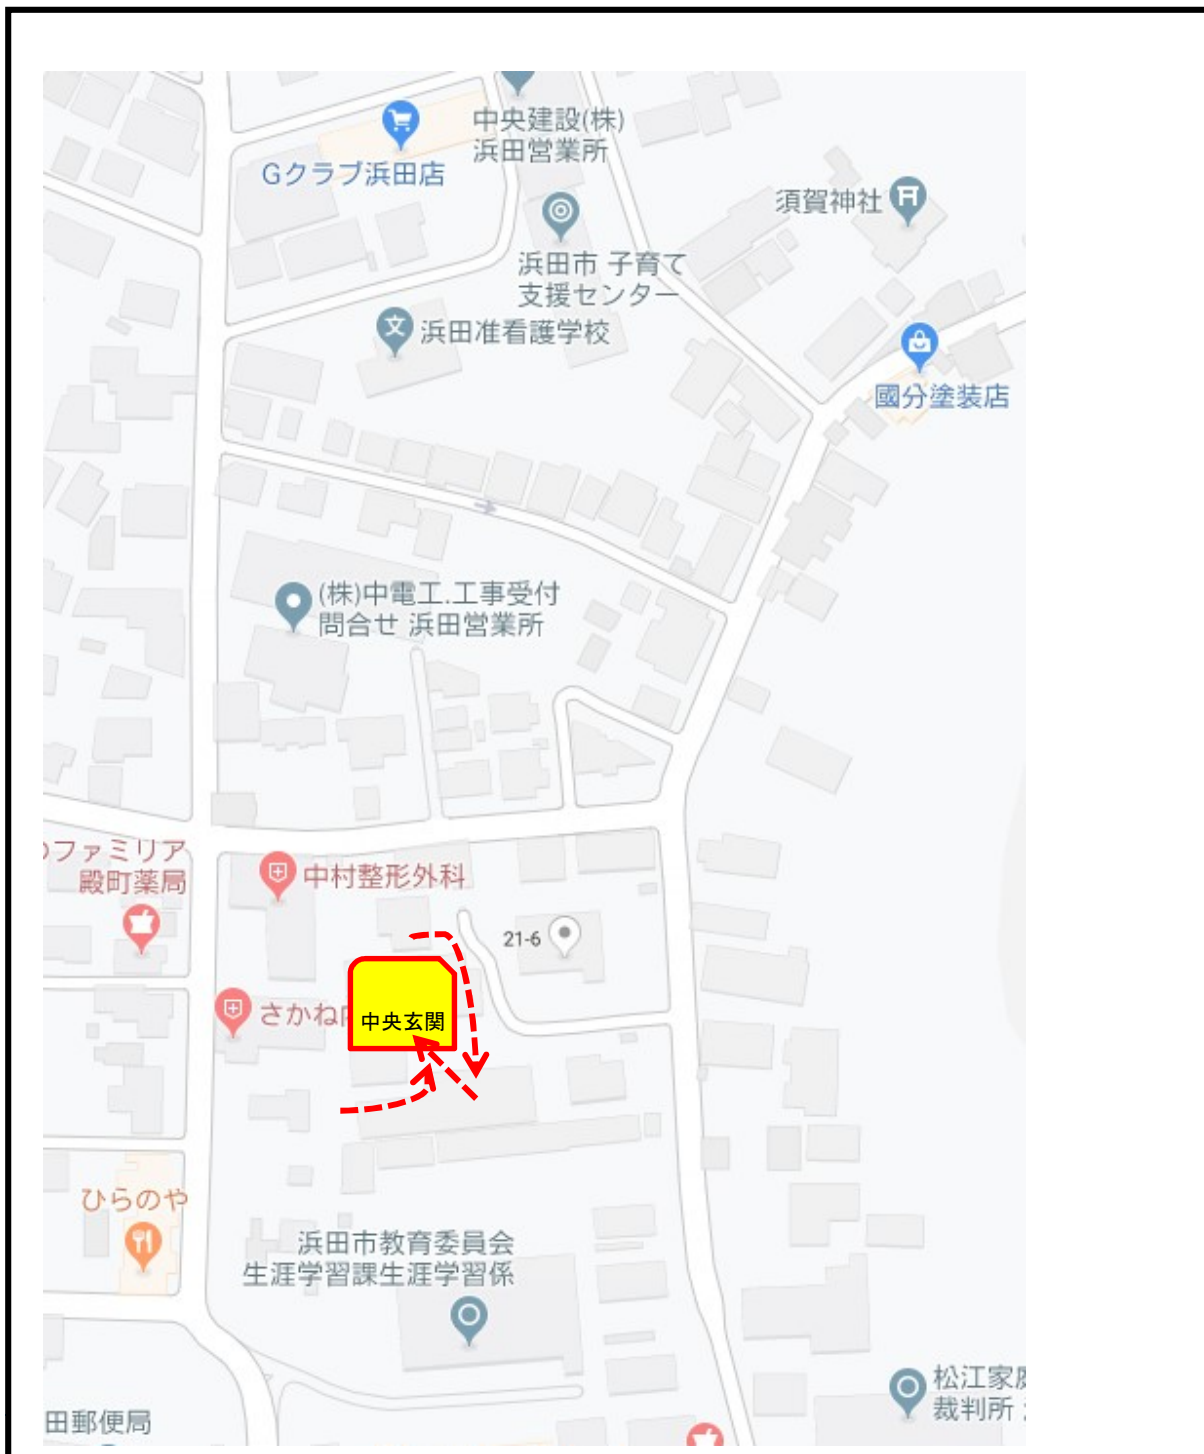 中央建設(株)
浜田営業所
Gクラブ浜田店
須賀神社
浜田市 子育て
支援センター
浜田准看護学校
國分塗装店
(株)中電工.工事受付
問合せ 浜田営業所
ファミリア
殿町薬局
中村整形外科
21-6
さかね
中央玄関
ひらのや
浜田市教育委員会
生涯学習課生涯学習係
松江家庭
裁判所
田郵便局